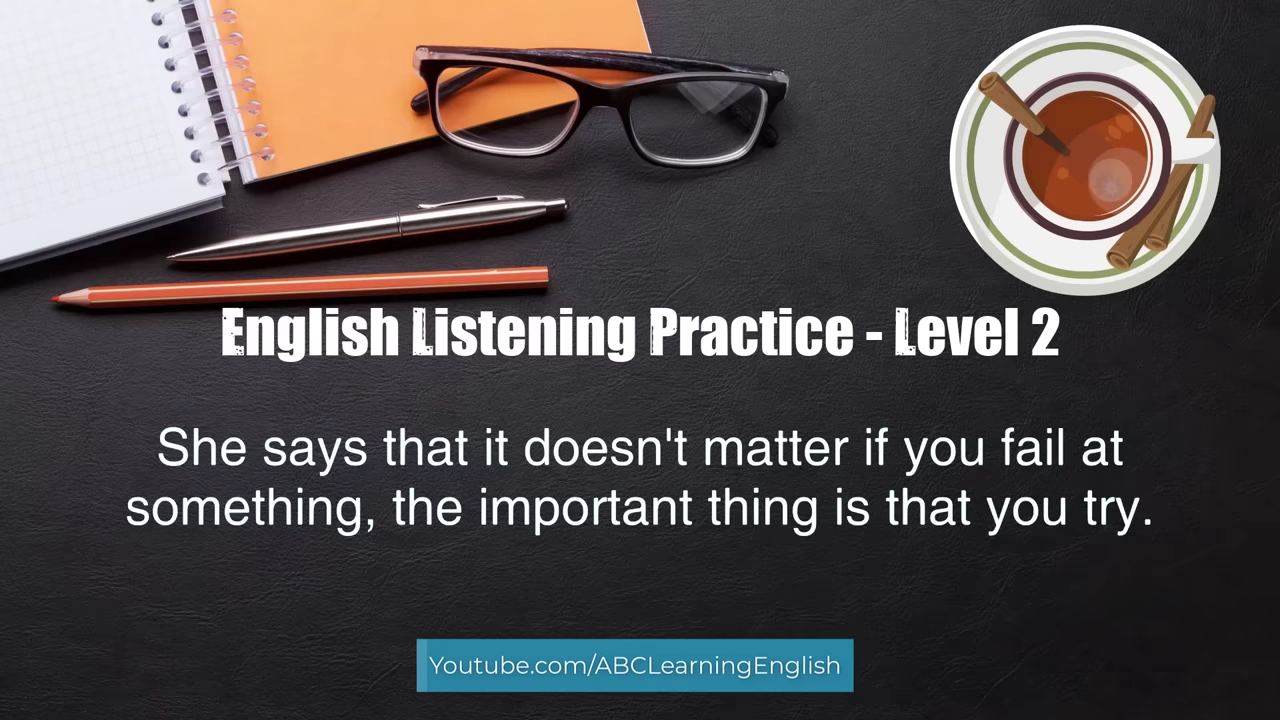 English Listening Practice - Level 2
She says that it doesn't matter if you fail at
something, the important thing is that you try.
Youtube.com/ABCLearningEnglish